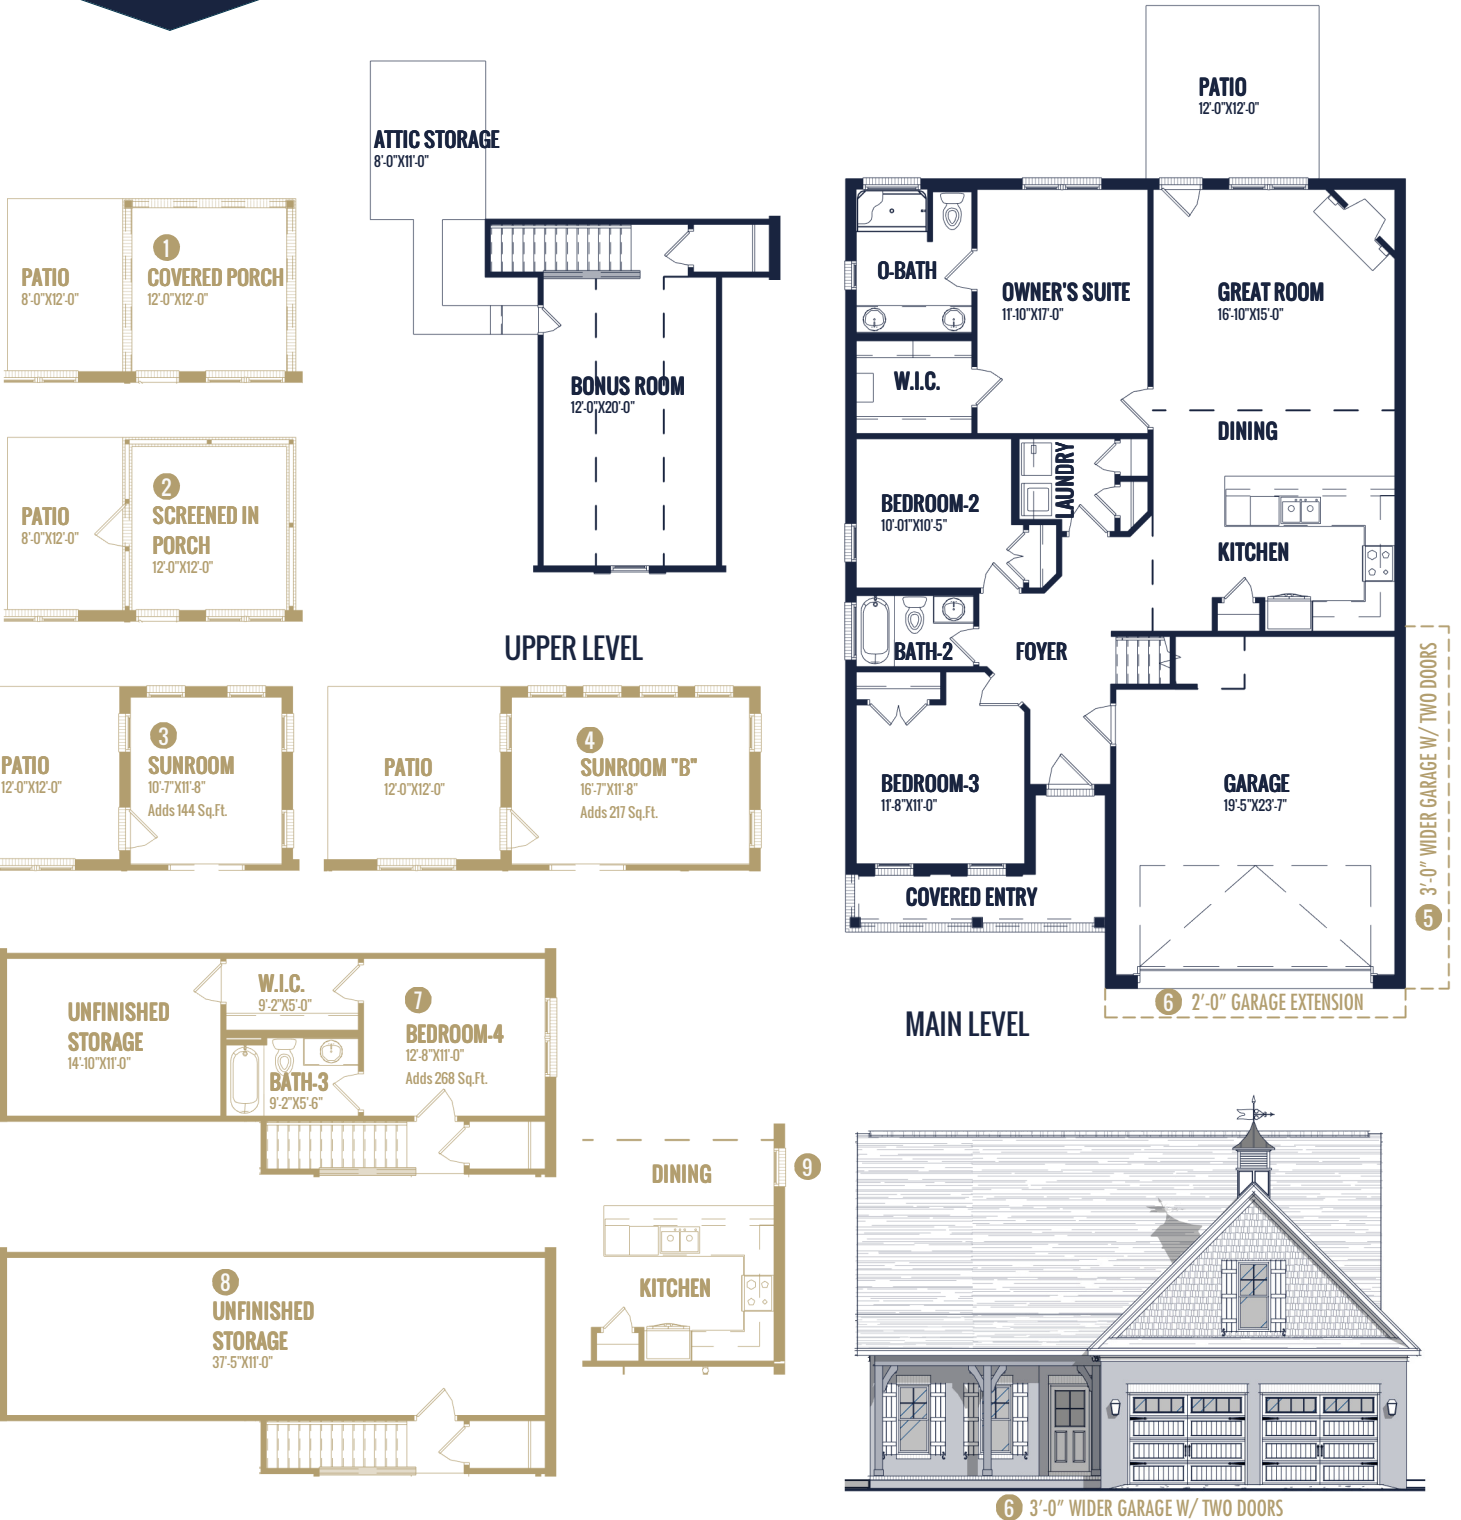 ATTIC STORAGE
8'-0"X11'-0"
BONUS ROOM
12'-0"X20'-0"
UPPER LEVEL
PATIO
12'-0"X12'-0"
O-BATH
OWNER'S SUITE
11'-10"X17'-0"
GREAT ROOM
16'-10"X15'-0"
W.I.C.
DINING
LAUNDRY
BEDROOM-2
10'-01"X10'-5"
KITCHEN
BATH-2
FOYER
BEDROOM-3
11'-8"X11'-0"
GARAGE
19'-5"X23'-7"
COVERED ENTRY
5 3'-0" WIDER GARAGE W/ TWO DOORS
6 2'-0" GARAGE EXTENSION
MAIN LEVEL
PATIO
8'-0"X12'-0"
1
COVERED PORCH
12'-0"X12'-0"
PATIO
8'-0"X12'-0"
2
SCREENED IN
PORCH
12'-0"X12'-0"
PATIO
12'-0"X12'-0"
3
SUNROOM
10'-7"X11'-8"
Adds 144 Sq.Ft.
PATIO
12'-0"X12'-0"
4
SUNROOM "B"
16'-7"X11'-8"
Adds 217 Sq.Ft.
UNFINISHED
STORAGE
14'-10"X11'-0"
W.I.C.
9'-2"X5'-0"
BATH-3
9'-2"X5'-6"
7
BEDROOM-4
12'-8"X11'-0"
Adds 268 Sq.Ft.
8
UNFINISHED
STORAGE
37'-5"X11'-0"
DINING
9
KITCHEN
6 3'-0" WIDER GARAGE W/ TWO DOORS